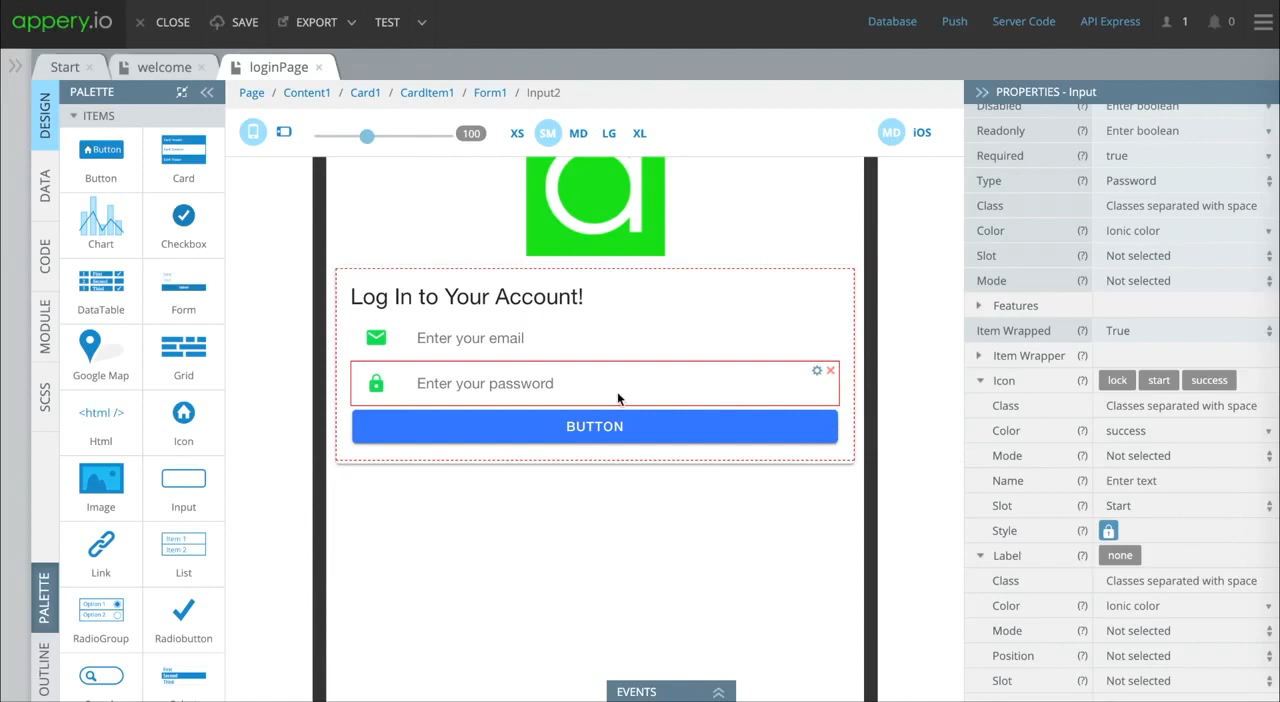 appery.io
CLOSE
SAVE
EXPORT
TEST
Database
Push
Server Code
API Express
1
0
Start
welcome
loginPage
DESIGN
DATA
CODE
MODULE
SCSS
PALETTE
OUTLINE
PALETTE
ITEMS
Button
Button
Card
Chart
Checkbox
DataTable
Form
Google Map
Grid
<html />
Html
Icon
Image
Input
Link
Item 1
Item 2
List
Option 1
Option 2
RadioGroup
Radiobutton
Page / Content1 / Card1 / CardItem1 / Form1 / Input2
100
XS
SM
MD
LG
XL
MD
iOS
Log In to Your Account!
Enter your email
Enter your password
BUTTON
EVENTS
PROPERTIES - Input
Disabled (?) Enter boolean
Readonly (?) Enter boolean
Required (?) true
Type (?) Password
Class Classes separated with space
Color (?) Ionic color
Slot (?) Not selected
Mode (?) Not selected
Features
Item Wrapped (?) True
Item Wrapper (?)
Icon (?) lock start success
Class (?) Classes separated with space
Color (?) success
Mode (?) Not selected
Name (?) Enter text
Slot (?) Start
Style (?)
Label (?) none
Class (?) Classes separated with space
Color (?) Ionic color
Mode (?) Not selected
Position (?) Not selected
Slot (?) Not selected